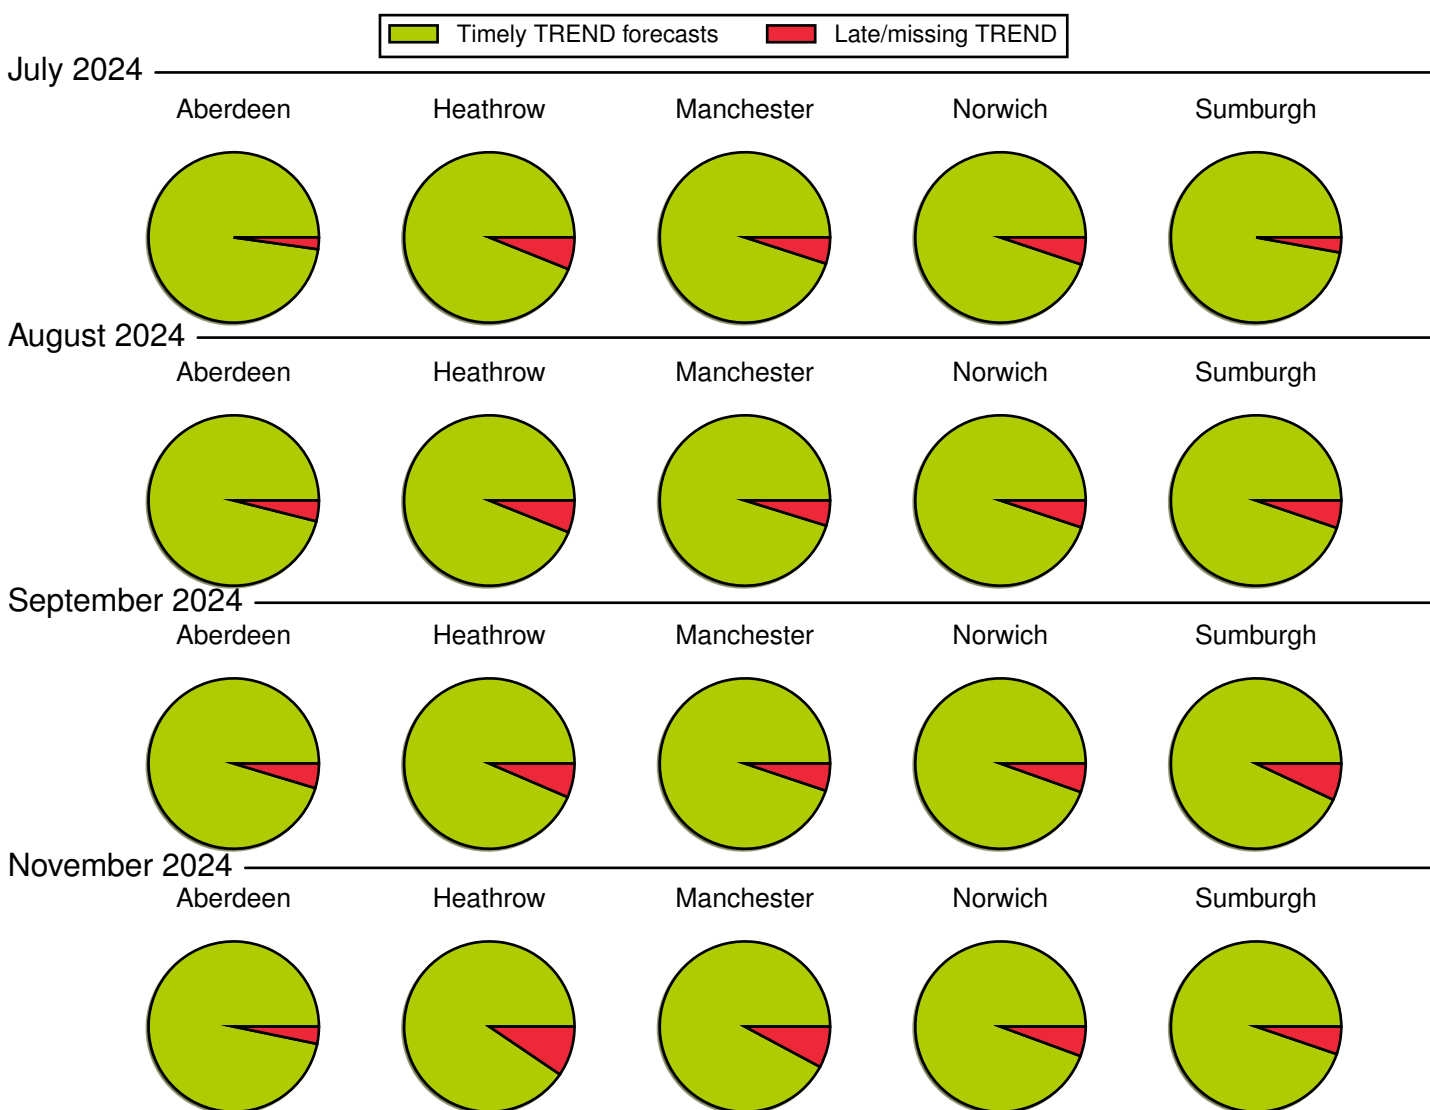 Timely TREND forecasts Late/missing TREND
July 2024
Aberdeen Heathrow Manchester Norwich Sumburgh
August 2024
Aberdeen Heathrow Manchester Norwich Sumburgh
September 2024
Aberdeen Heathrow Manchester Norwich Sumburgh
November 2024
Aberdeen Heathrow Manchester Norwich Sumburgh